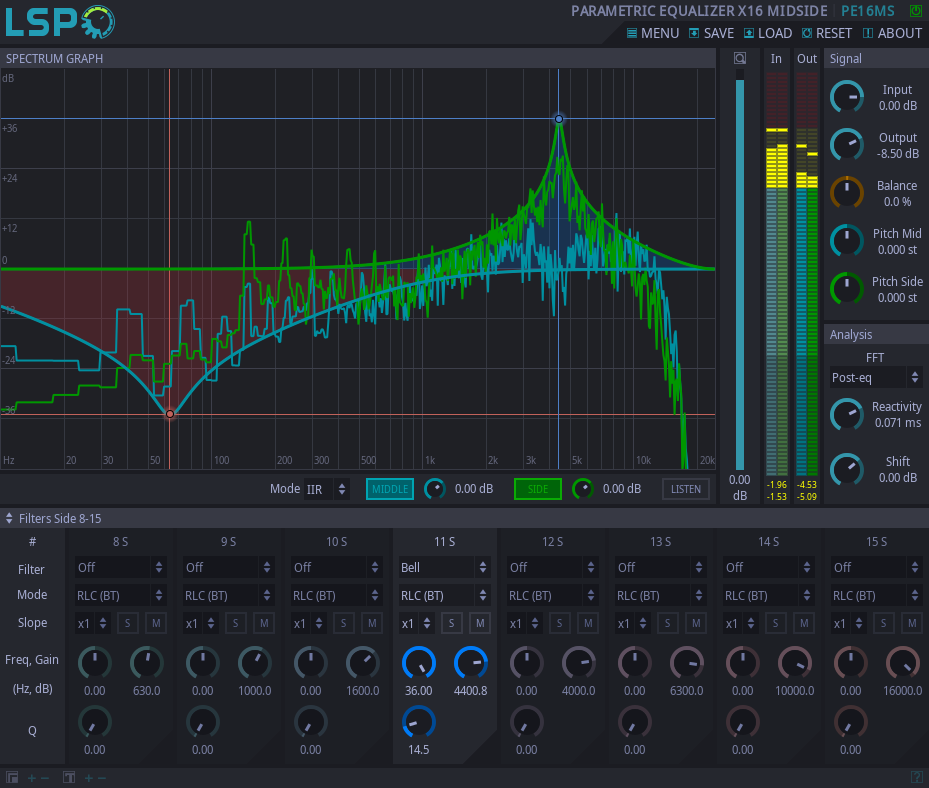 LSP
PARAMETRIC EQUALIZER X16 MIDSIDE PE16MS
MENU SAVE LOAD RESET ABOUT
SPECTRUM GRAPH
In Out
Signal
dB
+36
+24
+12
0
-12
-24
-36
Hz 20 30 50 100 200 300 500 1k 2k 3k 5k 10k 20k
0.00
dB
-1.96 -4.53
-1.53 -5.09
Input
0.00 dB
Output
-8.50 dB
Balance
0.0 %
Pitch Mid
0.000 st
Pitch Side
0.000 st
Analysis
FFT
Post-eq
Reactivity
0.071 ms
Shift
0.00 dB
Mode IIR MIDDLE 0.00 dB SIDE 0.00 dB LISTEN
Filters Side 8-15
# 8 S 9 S 10 S 11 S 12 S 13 S 14 S 15 S
Filter Off Off Off Bell Off Off Off Off
Mode RLC (BT) RLC (BT) RLC (BT) RLC (BT) RLC (BT) RLC (BT) RLC (BT) RLC (BT)
Slope x1 S M x1 S M x1 S M x1 S M x1 S M x1 S M x1 S M x1 S M
Freq, Gain
(Hz, dB) 0.00 630.0 0.00 1000.0 0.00 1600.0 36.00 4400.8 0.00 4000.0 0.00 6300.0 0.00 10000.0 0.00 16000.0
Q
0.00 0.00 0.00 14.5 0.00 0.00 0.00 0.00
+ − T + − ?